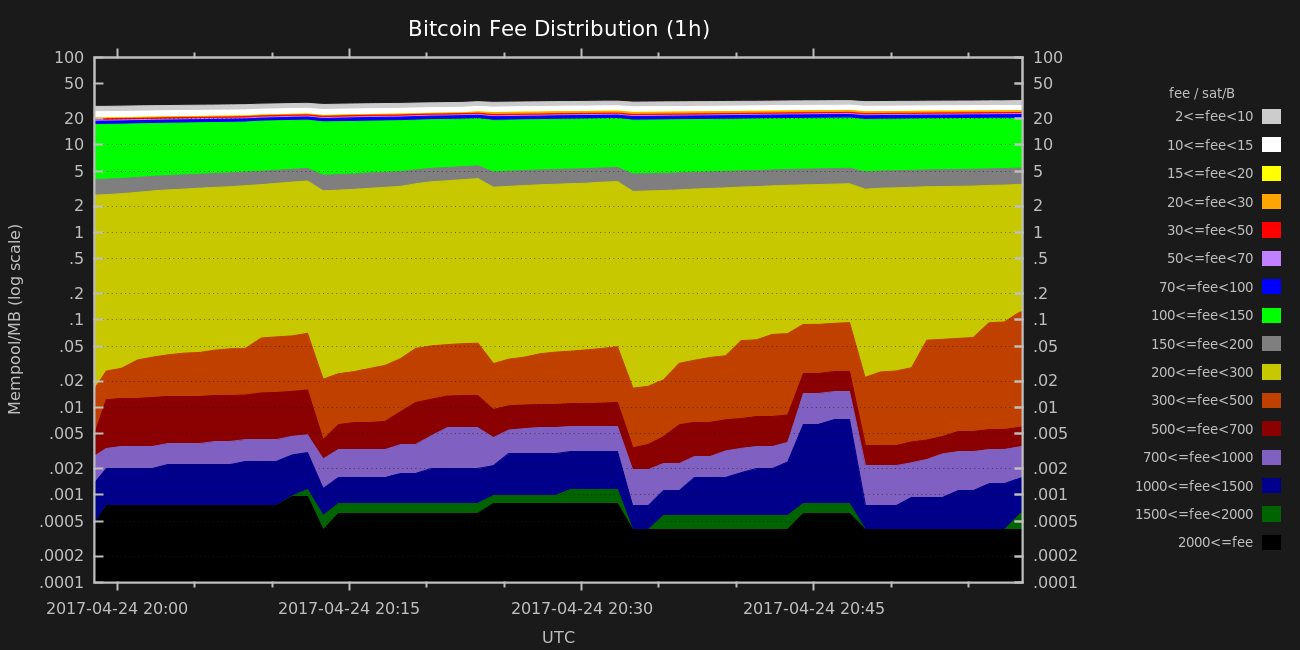 Bitcoin Fee Distribution (1h)
100 100
50 50
20 20
10 10
5 5
2 2
1 1
.5 .5
.2 .2
.1 .1
.05 .05
.02 .02
.01 .01
.005 .005
.002 .002
.001 .001
.0005 .0005
.0002 .0002
.0001 .0001
Mempool/MB (log scale)
2017-04-24 20:00 2017-04-24 20:15 2017-04-24 20:30 2017-04-24 20:45
UTC
fee / sat/B
2<=fee<10
10<=fee<15
15<=fee<20
20<=fee<30
30<=fee<50
50<=fee<70
70<=fee<100
100<=fee<150
150<=fee<200
200<=fee<300
300<=fee<500
500<=fee<700
700<=fee<1000
1000<=fee<1500
1500<=fee<2000
2000<=fee